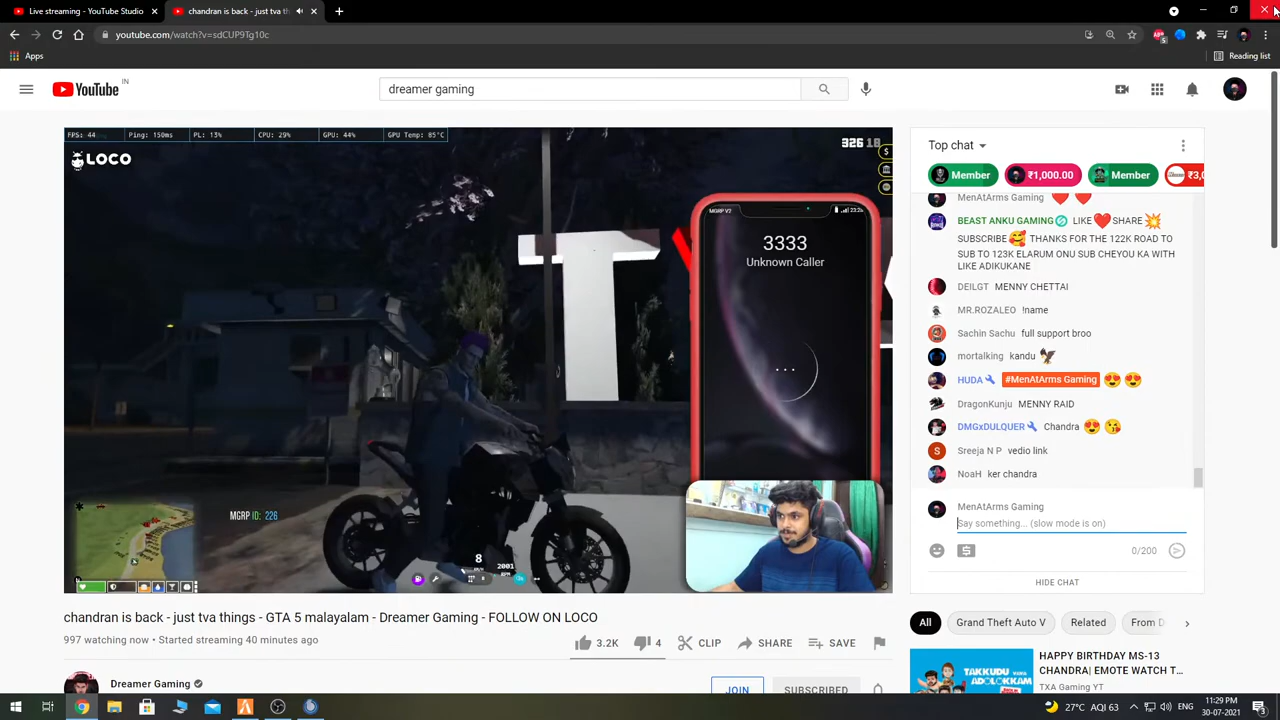 Live streaming - YouTube Studio
chandran is back - just tva th
youtube.com/watch?v=sdCUP9Tg10c
Apps
Reading list
YouTube
IN
dreamer gaming
FPS: 44
Ping: 150ms
PL: 13%
CPU: 29%
GPU: 44%
GPU Temp: 85°C
LOCO
326 18
T
MGRP V2
3333
Unknown Caller
MGRP ID: 226
8
2001
Top chat
Member
₹1,000.00
Member
₹3,0
MenAtArms Gaming
BEAST ANKU GAMING LIKE SHARE
SUBSCRIBE THANKS FOR THE 122K ROAD TO
SUB TO 123K ELARUM ONU SUB CHEYOU KA WITH
LIKE ADIKUKANE
DEILGT MENNY CHETTAI
MR.ROZALEO !name
Sachin Sachu full support broo
mortalking kandu
HUDA #MenAtArms Gaming
DragonKunju MENNY RAID
DMGxDULQUER Chandra
Sreeja N P vedio link
NoaH ker chandra
MenAtArms Gaming
Say something... (slow mode is on)
0/200
HIDE CHAT
chandran is back - just tva things - GTA 5 malayalam - Dreamer Gaming - FOLLOW ON LOCO
997 watching now • Started streaming 40 minutes ago
3.2K
4
CLIP
SHARE
SAVE
Dreamer Gaming
JOIN
SUBSCRIBED
All
Grand Theft Auto V
Related
From D
TAKKUDU
ADOLOKKAM
HAPPY BIRTHDAY MS-13
CHANDRA| EMOTE WATCH T...
TXA Gaming YT
27°C AQI 63
ENG
11:29 PM
30-07-2021
3